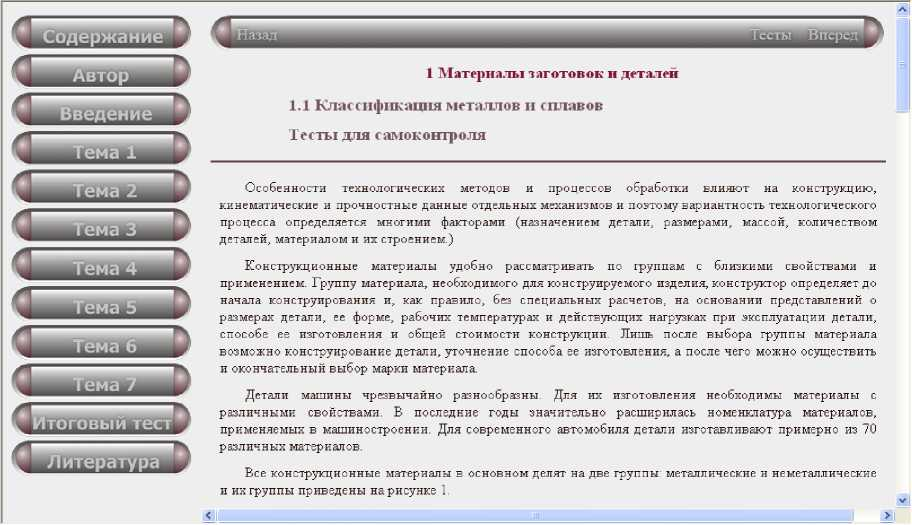 Содержание
Автор
Введение
Тема 1
Тема 2
Тема 3
Тема 4
Тема 5
Тема 6
Тема 7
Итоговый тест
Литература
Назад Тесты Вперед
1 Материалы заготовок и деталей
1.1 Классификация металлов и сплавов
Тесты для самоконтроля
Особенности технологических методов и процессов обработки влияют на конструкцию,
кинематические и прочностные данные отдельных механизмов и поэтому вариантность технологического
процесса определяется многими факторами (назначением детали, размерами, массой, количеством
деталей, материалом и их строением.)
Конструкционные материалы удобно рассматривать по группам с близкими свойствами и
применением. Группу материала, необходимого для конструируемого изделия, конструктор определяет до
начала конструирования и, как правило, без специальных расчетов, на основании представлений о
размерах детали, ее форме, рабочих температурах и действующих нагрузках при эксплуатации детали,
способе ее изготовления и общей стоимости конструкции. Лишь после выбора группы материала
возможно конструирование детали, уточнение способа ее изготовления, а после чего можно осуществить
и окончательный выбор марки материала.
Детали машины чрезвычайно разнообразны. Для их изготовления необходимы материалы с
различными свойствами. В последние годы значительно расширилась номенклатура материалов,
применяемых в машиностроении. Для современного автомобиля детали изготавливают примерно из 70
различных материалов.
Все конструкционные материалы в основном делят на две группы: металлические и неметаллические
и их группы приведены на рисунке 1.